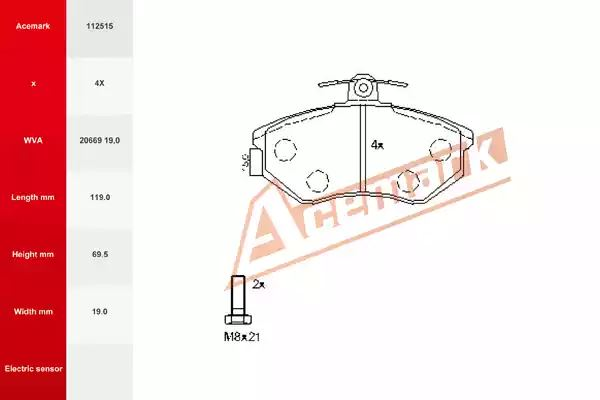 Acemark 112515
x 4X
WVA 20669 19,0
Length mm 119.0
Height mm 69.5
Width mm 19.0
Electric sensor
4x
150
2x
M8x21
Acemark